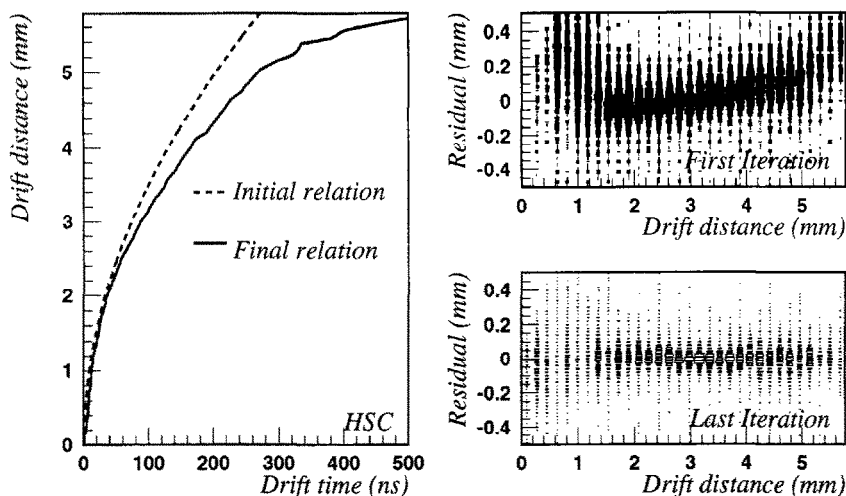 Drift distance (mm)
4
2
0
Initial relation
Final relation
HSC
0
100
200
300
400
500
Drift time (ns)
Residual (mm)
0.4
0.2
0
-0.2
-0.4
First Iteration
0
1
2
3
4
5
Drift distance (mm)
Residual (mm)
0.4
0.2
0
-0.2
-0.4
Last Iteration
0
1
2
3
4
5
Drift distance (mm)